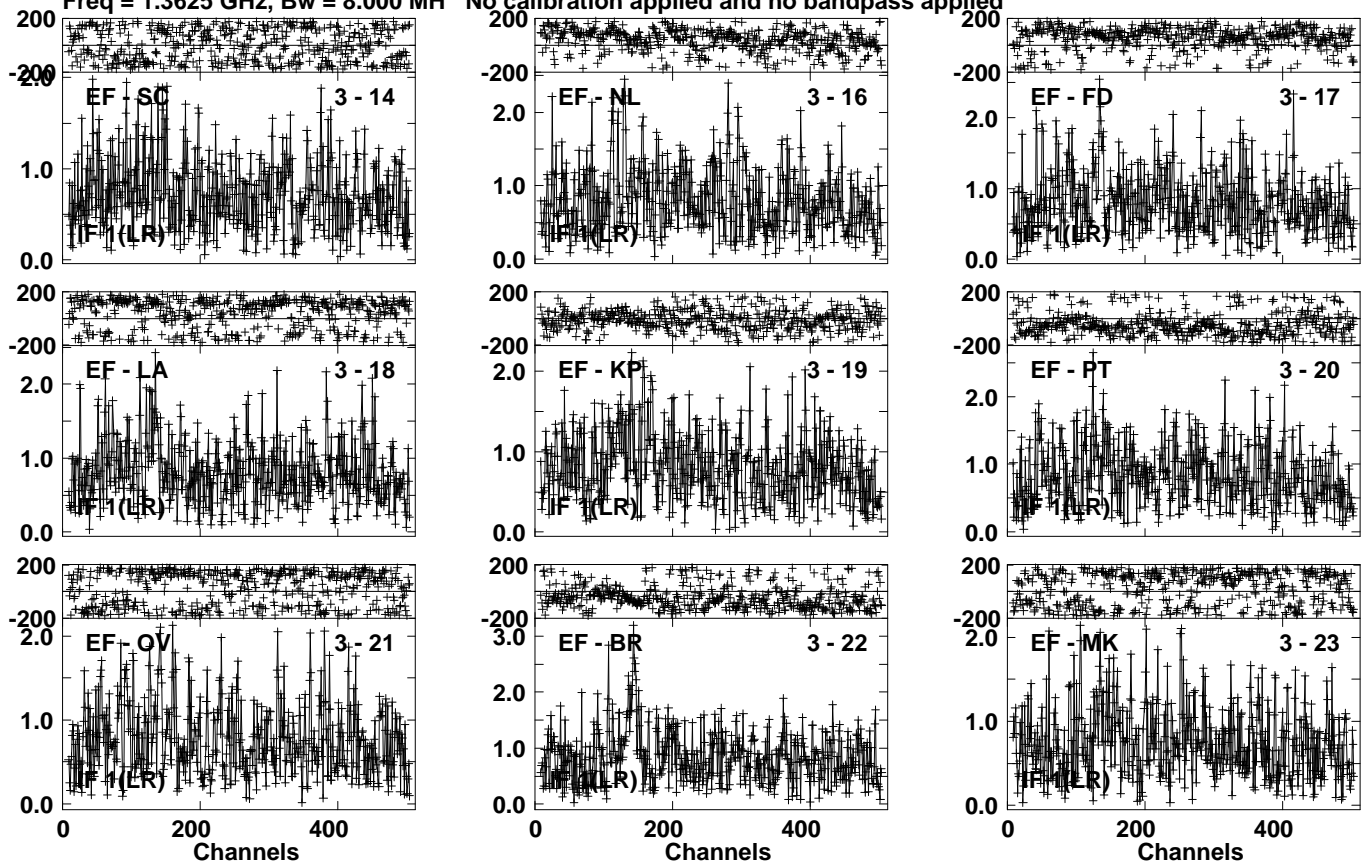 Freq = 1.3625 GHz, Bw = 8.000 MH No calibration applied and no bandpass applied
200
-200
2.0
1.0
0.0
EF - SC 3 - 14
IF 1(LR)
200
-200
2.0
1.0
0.0
EF - NL 3 - 16
IF 1(LR)
200
-200
2.0
1.0
0.0
EF - FD 3 - 17
IF 1(LR)
200
-200
2.0
1.0
0.0
EF - LA 3 - 18
IF 1(LR)
200
-200
2.0
1.0
0.0
EF - KP 3 - 19
IF 1(LR)
200
-200
2.0
1.0
0.0
EF - PT 3 - 20
IF 1(LR)
200
-200
2.0
1.0
0.0
EF - OV 3 - 21
IF 1(LR)
0 200 400
Channels
200
-200
3.0
2.0
1.0
0.0
EF - BR 3 - 22
IF 1(LR)
0 200 400
Channels
200
-200
2.0
1.0
0.0
EF - MK 3 - 23
IF 1(LR)
0 200 400
Channels